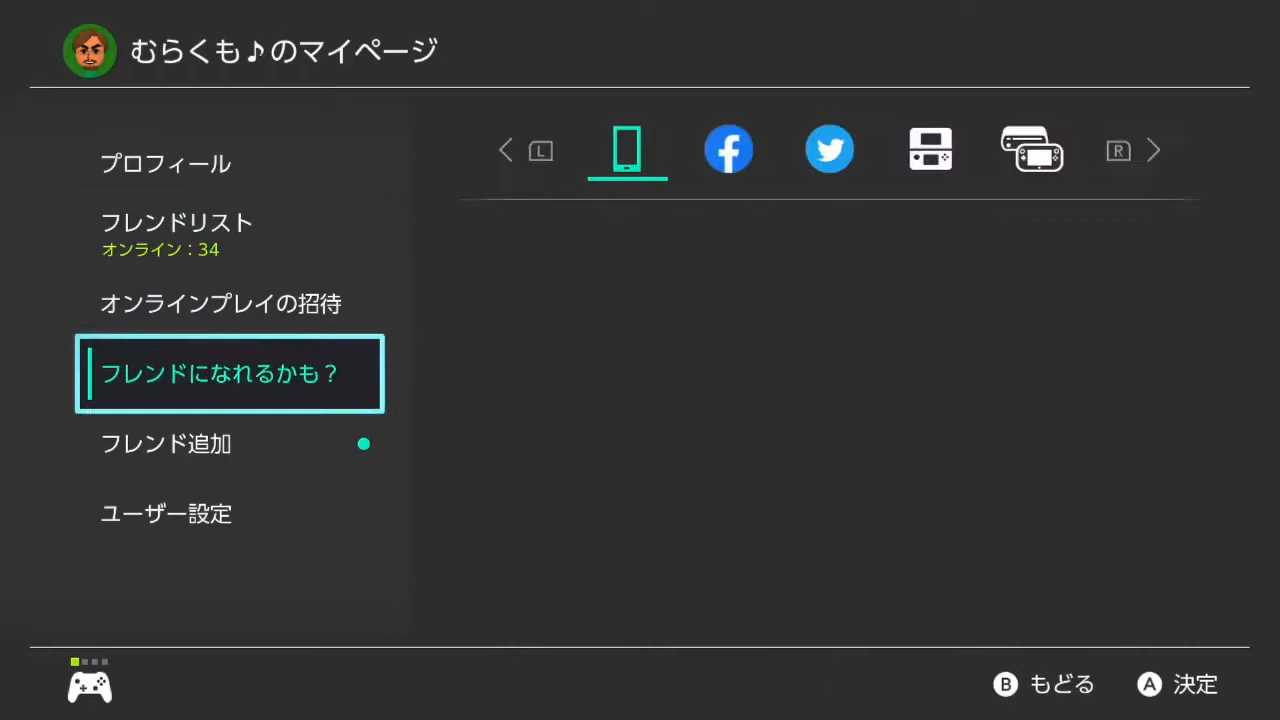 むらくも♪のマイページ
プロフィール
フレンドリスト
オンライン：34
オンラインプレイの招待
フレンドになれるかも？
フレンド追加
ユーザー設定
L
R
B もどる
A 決定